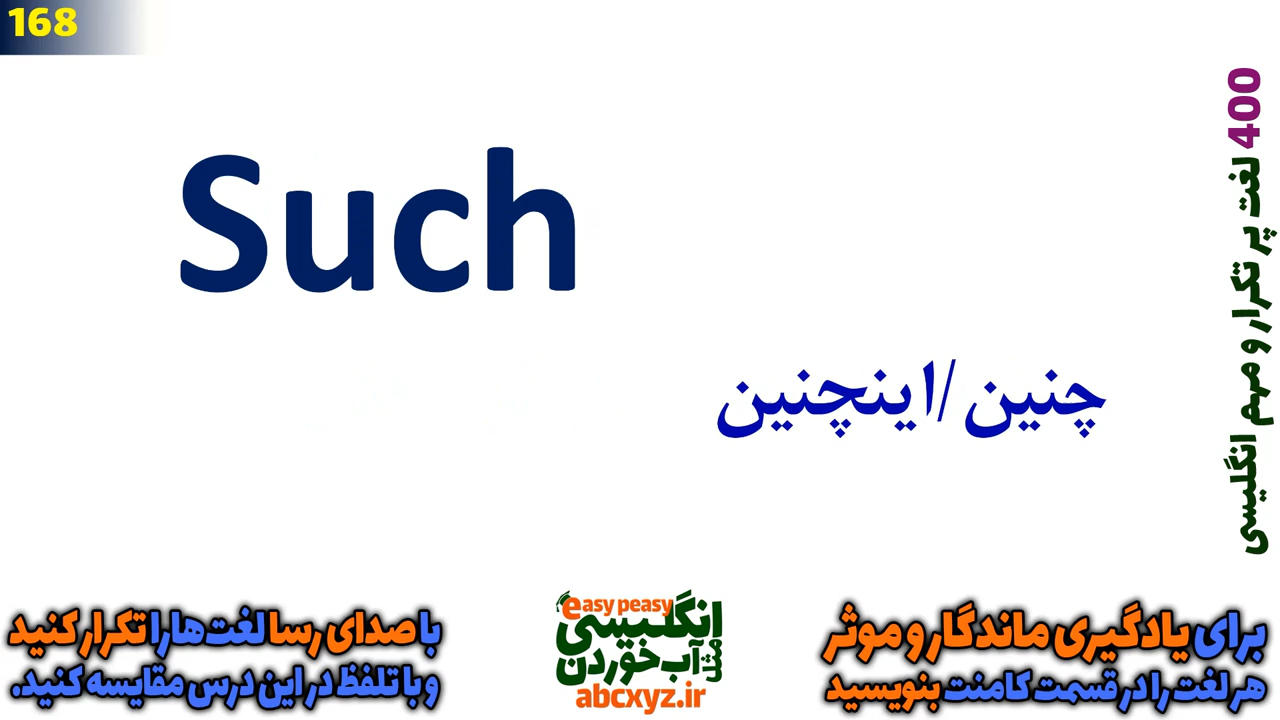 168
Such
چنین /اینچنین
400 لغت پر تکرار و مهم انگلیسی
با صدای رسا لغت‌ها را تکرار کنید
و با تلفظ در این درس مقایسه کنید.
easy peasy
انگلیسی
مثل آب خوردن
abcxyz.ir
برای یادگیری ماندگار و موثر
هر لغت را در قسمت کامنت بنویسید